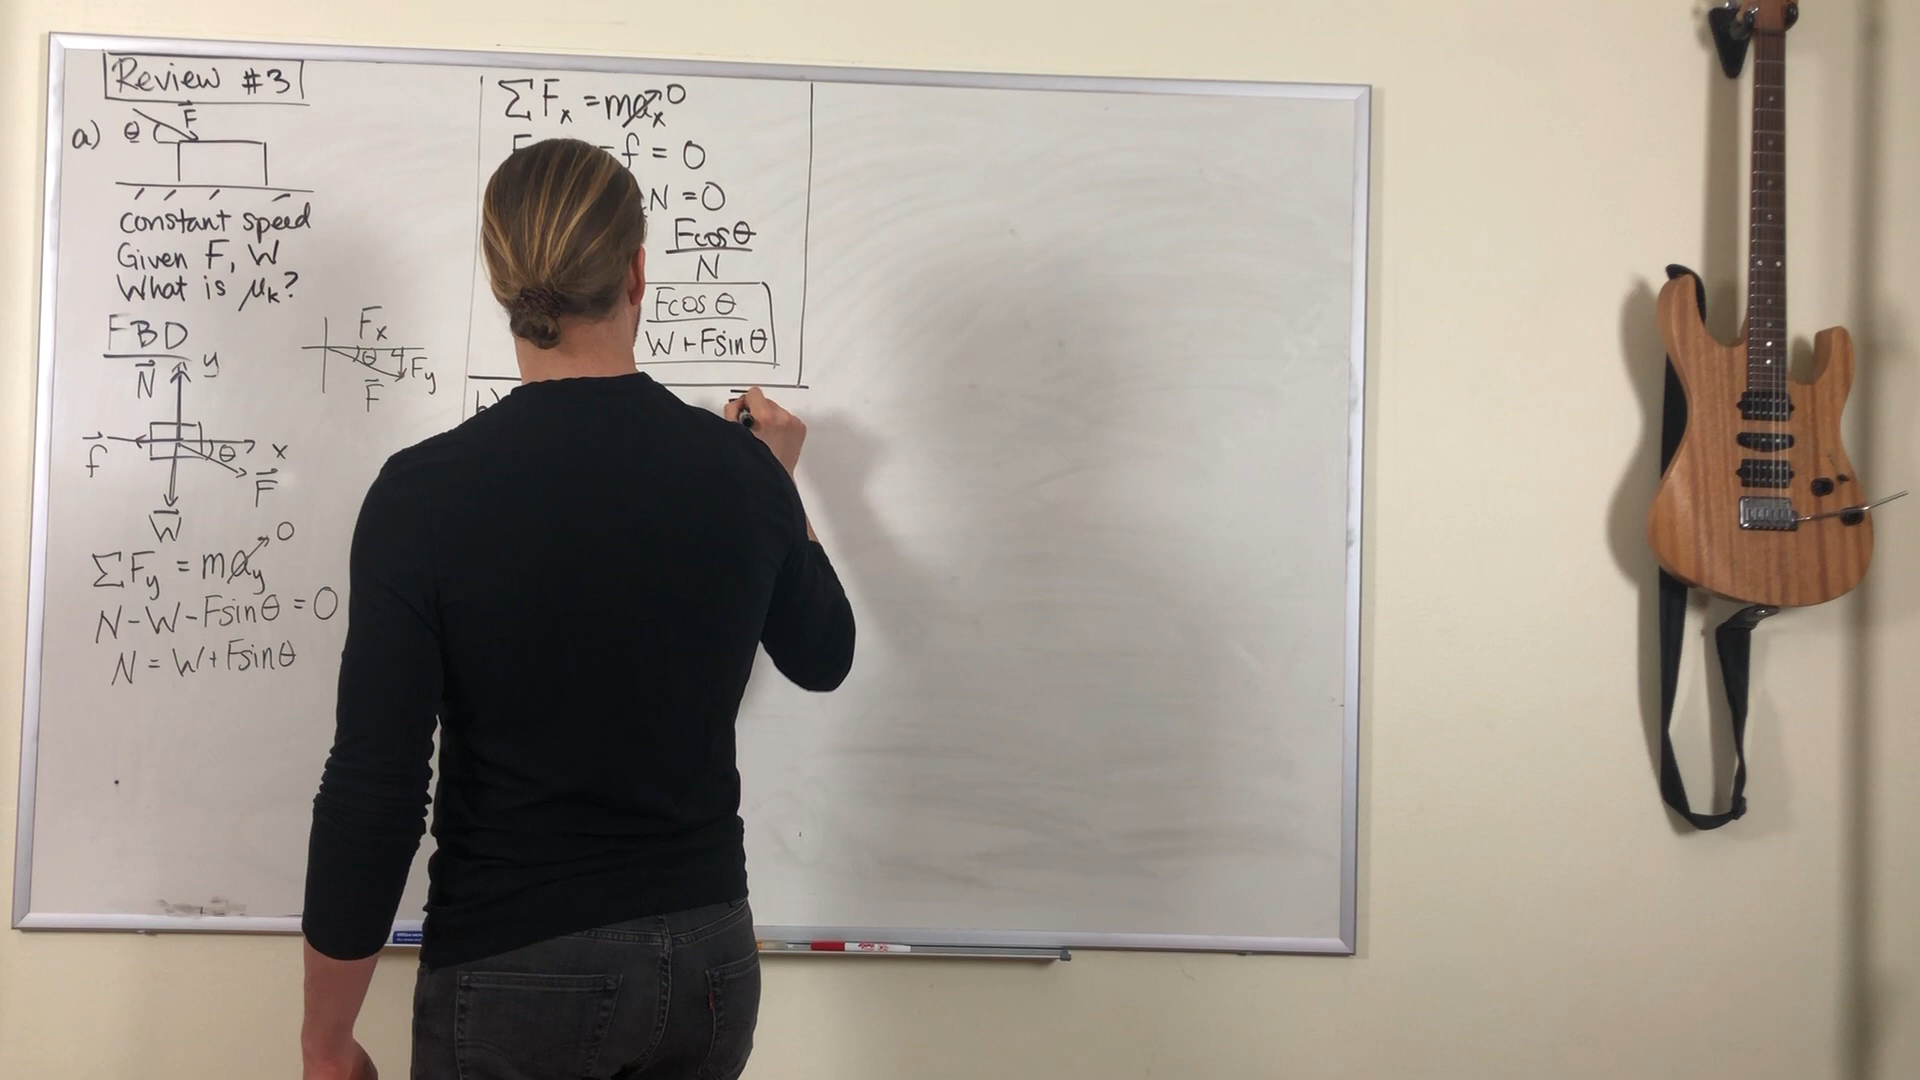 Review #3
a) θ F
constant speed
Given F, W
What is μk?
FBD
N y
f θ x
F
W
Fx
θ Fy
F
ΣFy = may 0
N-W-Fsinθ = 0
N = W+Fsinθ
ΣFx = max 0
f = 0
N = 0
Fcosθ
N
Fcosθ
W+Fsinθ
b)